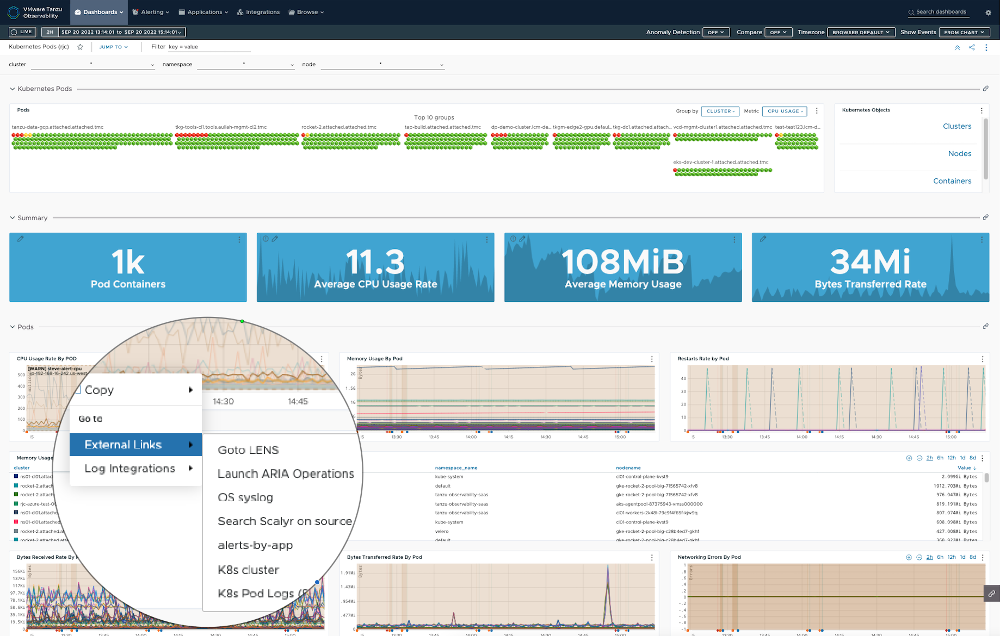 VMware Tanzu Observability
Dashboards
Alerting
Applications
Integrations
Browse
Search dashboards
LIVE
2H
SEP 20 2022 13:14:01 to SEP 20 2022 15:14:01
Anomaly Detection OFF
Compare OFF
Timezone BROWSER DEFAULT
Show Events FROM CHART
Kubernetes Pods (rjc)
JUMP TO
Filter key = value
cluster *
namespace *
node *
Kubernetes Pods
Pods
Group by CLUSTER
Metric CPU USAGE
Top 10 groups
tanzu-data-gcp.attached.attached.tmc
tkg-tools-cl1.tools.aullah-mgmt-cl2.tmc
rocket-2.attached.attached.tmc
tap-build.attached.attached.tmc
dp-demo-cluster.lcm-de...
tkgm-edge2-gpu.defaul...
tkg-dc1.attached.attach...
vcd-mgmt-cluster1.attached.attached.tmc
test-test123.lcm-d...
eks-dev-cluster-1.attached.attached.tmc
Kubernetes Objects
Clusters
Nodes
Containers
Summary
1k
Pod Containers
11.3
Average CPU Usage Rate
108MiB
Average Memory Usage
34Mi
Bytes Transferred Rate
Pods
CPU Usage Rate By POD
[WARN] steve-alert-cpu
ip-192-168-16-242.us-west-
500
400
300
200
100
0
14:30 14:45
Copy
Go to
External Links
Log Integrations
Goto LENS
Launch ARIA Operations
OS syslog
Search Scalyr on source
alerts-by-app
K8s cluster
K8s Pod Logs
Memory Usage By Pod
Bytes
2G
1.5G
1G
13:30 13:45 14:00 14:15 14:30 14:45 15:00
Restarts Rate by Pod
40
30
20
10
0
13:30 13:45 14:00 14:15 14:30 14:45 15:00
Memory Usage
2h 6h 12h 1d 8d
cluster namespace_name nodename Value
ns01-cl01.attac kube-system cl01-control-plane-kvst9 2.099Gi Bytes
rocket-2.attach default gke-rocket-2-pool-big-71565742-xfv8 1012.703Mi Bytes
rocket-2.attach tanzu-observability-saas gke-rocket-2-pool-big-71565742-xfv8 976.047Mi Bytes
rjc-azure-test-00 tanzu-observability-saas aks-agentpool-87375943-vmss000000 819.191Mi Bytes
ns01-cl01.attache tanzu-observability-saas cl01-workers-2k48l-79c9f4f65f-kjw9q 807.074Mi Bytes
ns01-cl01.attached kube-system cl01-control-plane-kvst9 608.098Mi Bytes
rocket-2.attached.at velero gke-rocket-2-pool-big-c28b4ed7-gkhf 427.008Mi Bytes
rocket-2.attached.attac default gke-rocket-2-pool-big-c28b4ed7-gkhf 360.922Mi Bytes
Bytes Received Rate By P
Bytes
156Ki
137Ki
117Ki
97.7Ki
78.1Ki
58.6Ki
39.1Ki
19.5Ki
0
13:30 13:45 14:00 14:15 14:30 14:45 15:00
Bytes Transferred Rate By Pod
Bytes
1.91Mi
1.43Mi
.954Mi
.477Mi
0
13:30 13:45 14:00 14:15 14:30 14:45 15:00
Networking Errors By Pod
2h 6h 12h 1d 8d
Errors
1
.8
.6
.4
.2
0
-.2
-.4
-.6
-.8
-1
13:30 13:45 14:00 14:15 14:30 14:45 15:00